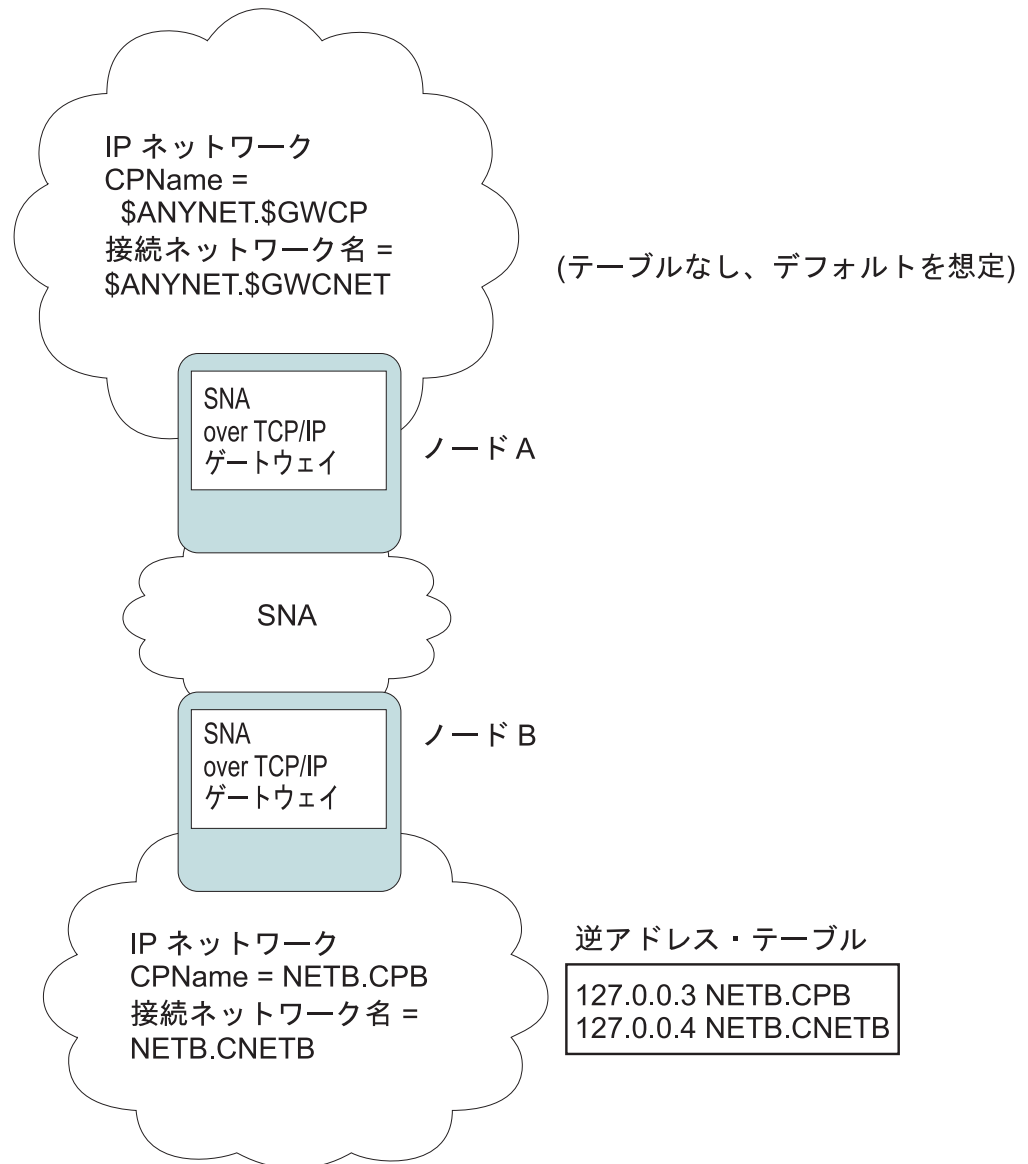 IP ネットワーク
CPName =
$ANYNET.$GWCP
接続ネットワーク名 =
$ANYNET.$GWCNET
(テーブルなし、デフォルトを想定)
SNA
over TCP/IP
ゲートウェイ
ノード A
SNA
SNA
over TCP/IP
ゲートウェイ
ノード B
IP ネットワーク
CPName = NETB.CPB
接続ネットワーク名 =
NETB.CNETB
逆アドレス・テーブル
127.0.0.3 NETB.CPB
127.0.0.4 NETB.CNETB